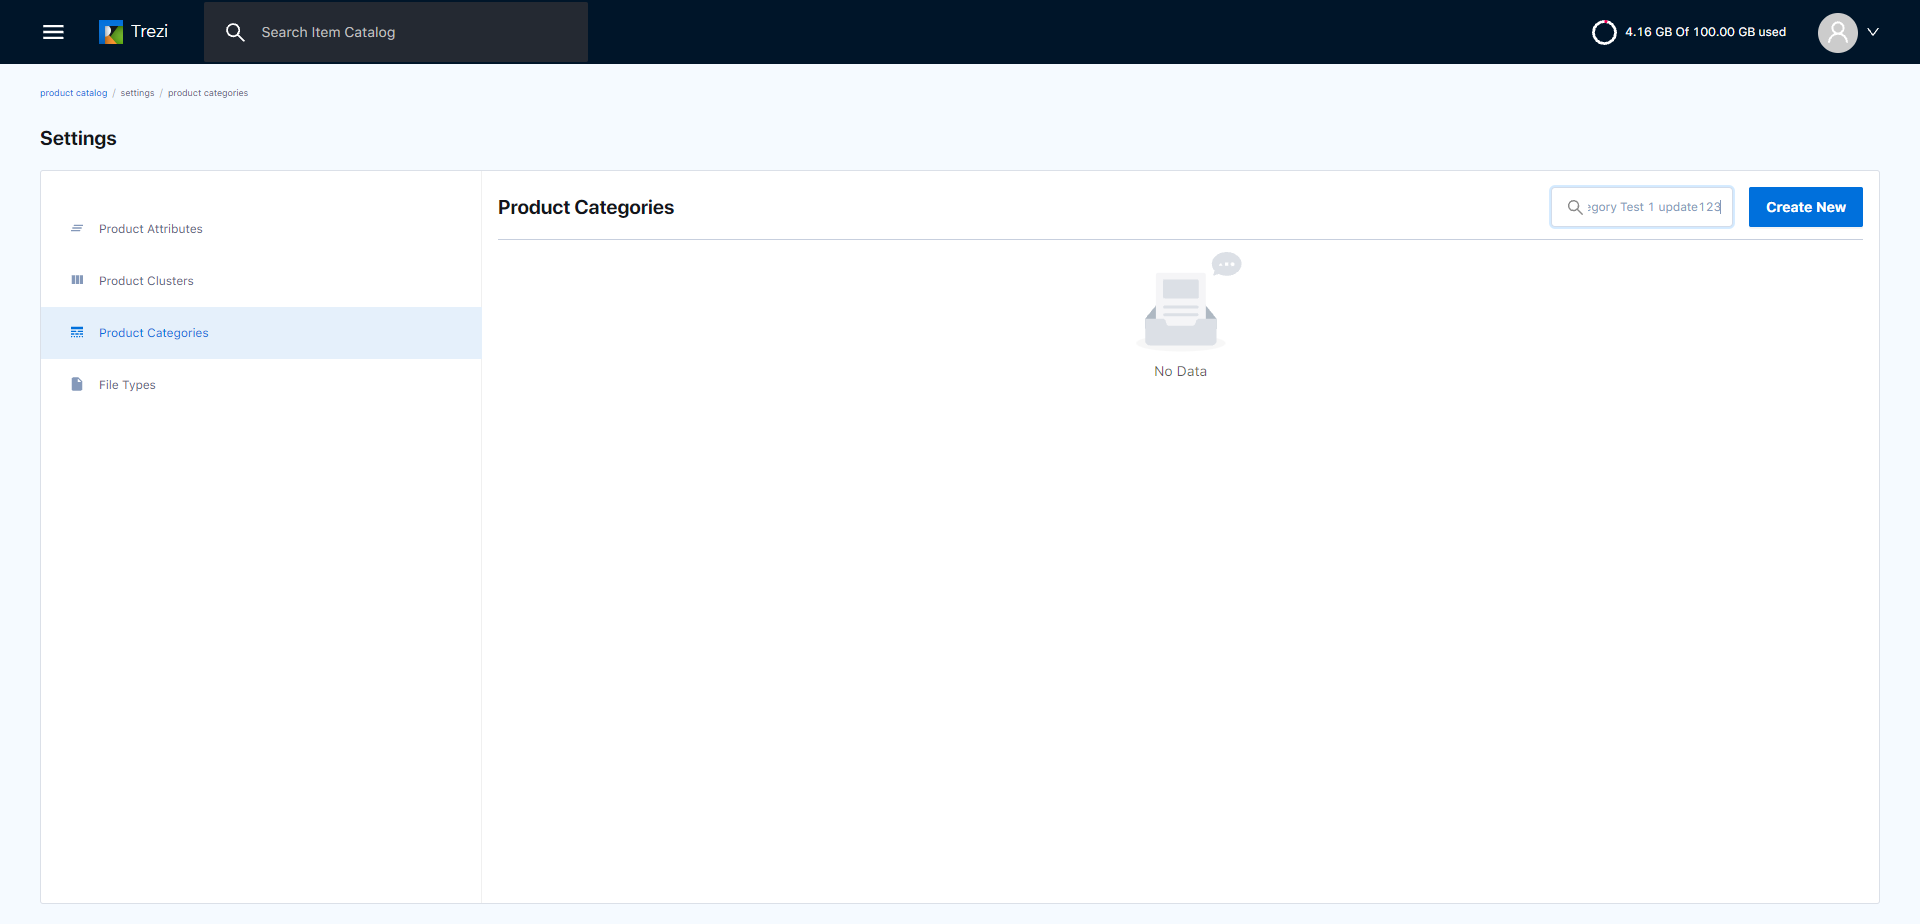 Trezi
Search Item Catalog
4.16 GB Of 100.00 GB used
product catalog / settings / product categories
Settings
Product Attributes
Product Clusters
Product Categories
File Types
Product Categories
egory Test 1 update123
Create New
No Data